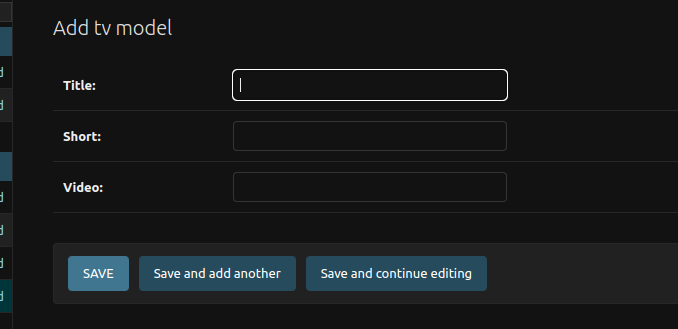 Add tv model
Title:
Short:
Video:
SAVE
Save and add another
Save and continue editing